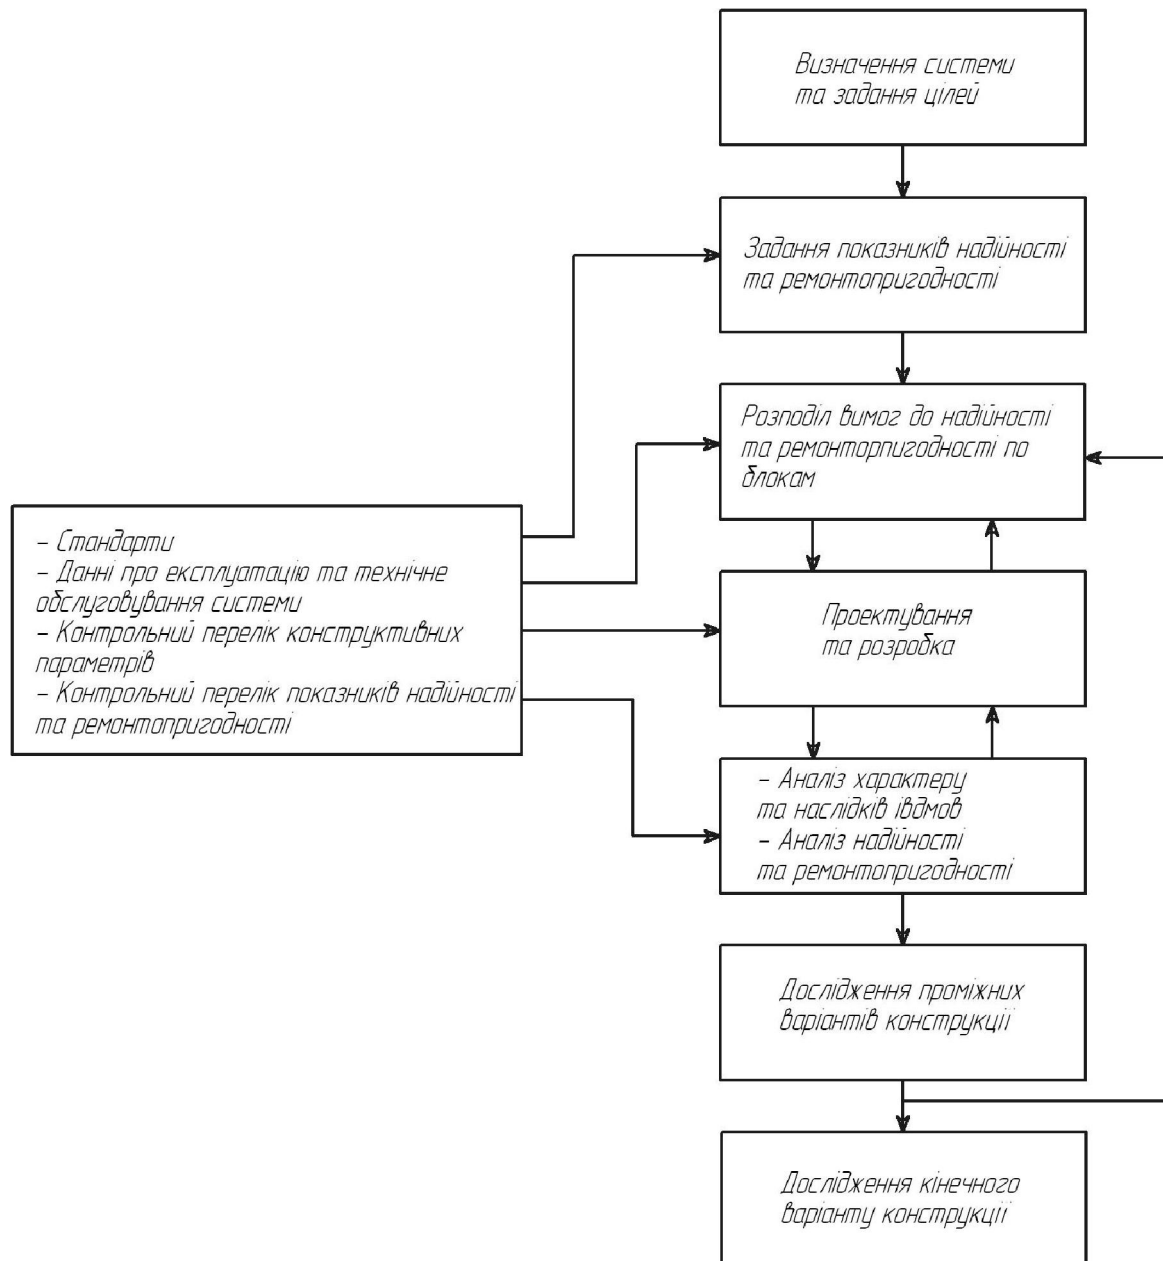 Визначення системи
та задання цілей
Задання показників надійності
та ремонтопригодності
Розподіл вимог до надійності
та ремонторпигодності по
блокам
– Стандарти
– Данні про експлуатацію та технічне
обслуговування системи
– Контрольний перелік конструктивних
параметрів
– Контрольний перелік показників надійності
та ремонтопригодності
Проектування
та розробка
– Аналіз характеру
та наслідків івдмов
– Аналіз надійності
та ремонтопригодності
Дослідження проміжних
варіантів конструкції
Дослідження кінечного
варіанту конструкції